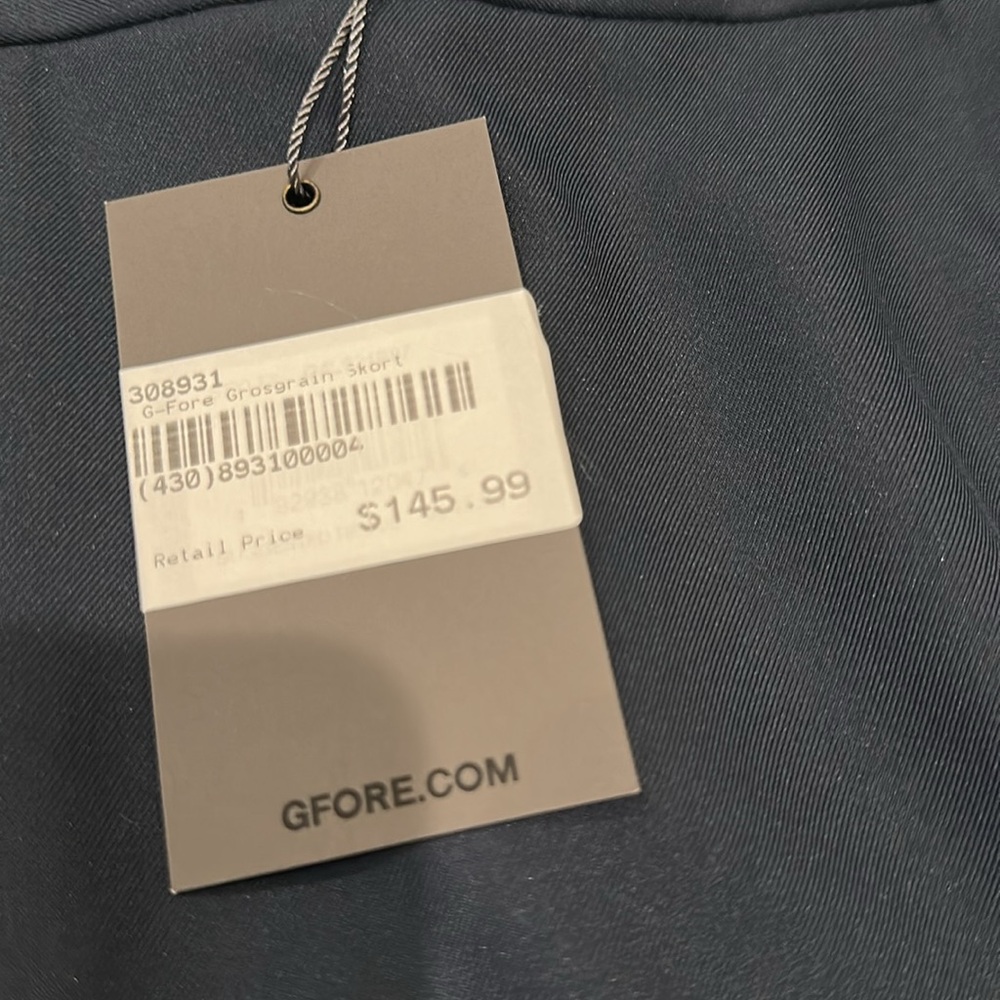 308931
G-Fore Grosgrain Skort
(430)893100004
$145.99
Retail Price
GFORE.COM